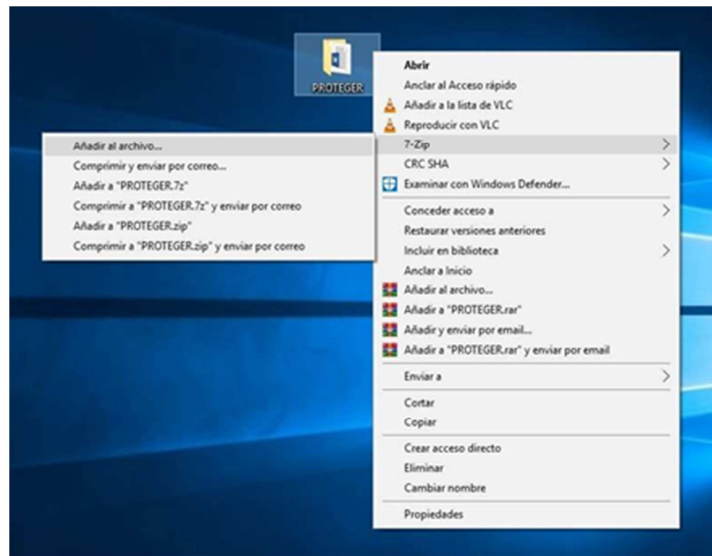 PROTEGER
Abrir
Anclar al Acceso rápido
Añadir a la lista de VLC
Reproducir con VLC
7-Zip
CRC SHA
Examinar con Windows Defender...
Conceder acceso a
Restaurar versiones anteriores
Incluir en biblioteca
Anclar a Inicio
Añadir al archivo...
Añadir a "PROTEGER.rar"
Añadir y enviar por email...
Añadir a "PROTEGER.rar" y enviar por email
Enviar a
Cortar
Copiar
Crear acceso directo
Eliminar
Cambiar nombre
Propiedades
Añadir al archivo...
Comprimir y enviar por correo...
Añadir a "PROTEGER.7z"
Comprimir a "PROTEGER.7z" y enviar por correo
Añadir a "PROTEGER.zip"
Comprimir a "PROTEGER.zip" y enviar por correo